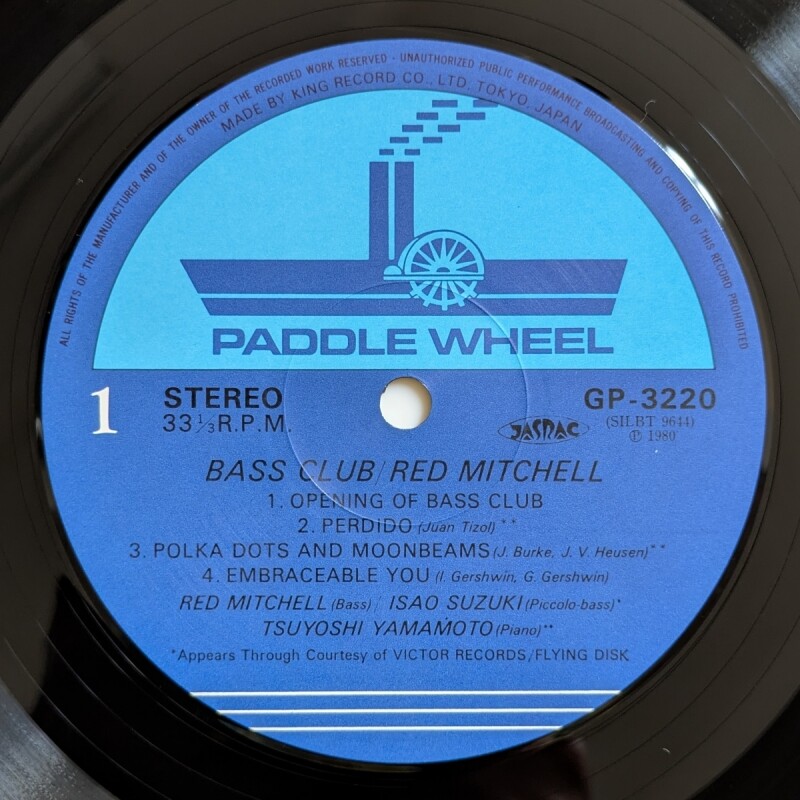 ALL RIGHTS OF THE MANUFACTURER AND OF THE OWNER OF THE RECORDED WORK RESERVED · UNAUTHORIZED PUBLIC PERFORMANCE BROADCASTING AND COPYING OF THIS RECORD PROHIBITED
MADE BY KING RECORD CO., LTD. TOKYO, JAPAN
PADDLE WHEEL
1 STEREO GP-3220
33⅓R.P.M. JASRAC (SILBT 9644)
℗ 1980
BASS CLUB/RED MITCHELL
1. OPENING OF BASS CLUB
2. PERDIDO (Juan Tizol)**
3. POLKA DOTS AND MOONBEAMS (J. Burke, J. V. Heusen)**
4. EMBRACEABLE YOU (I. Gershwin, G. Gershwin)
RED MITCHELL (Bass)/ISAO SUZUKI (Piccolo-bass)*
TSUYOSHI YAMAMOTO (Piano)**
*Appears Through Courtesy of VICTOR RECORDS/FLYING DISK